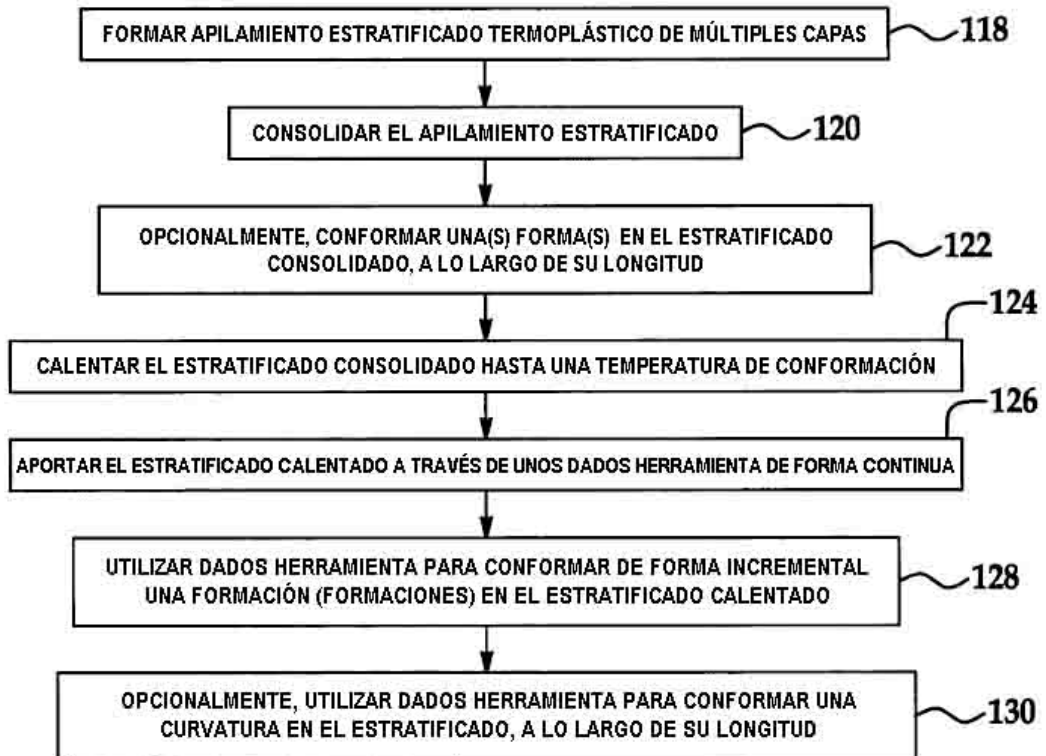 FORMAR APILAMIENTO ESTRATIFICADO TERMOPLÁSTICO DE MÚLTIPLES CAPAS
118
CONSOLIDAR EL APILAMIENTO ESTRATIFICADO
120
OPCIONALMENTE, CONFORMAR UNA(S) FORMA(S) EN EL ESTRATIFICADO
CONSOLIDADO, A LO LARGO DE SU LONGITUD
122
124
CALENTAR EL ESTRATIFICADO CONSOLIDADO HASTA UNA TEMPERATURA DE CONFORMACIÓN
126
APORTAR EL ESTRATIFICADO CALENTADO A TRAVÉS DE UNOS DADOS HERRAMIENTA DE FORMA CONTINUA
UTILIZAR DADOS HERRAMIENTA PARA CONFORMAR DE FORMA INCREMENTAL
UNA FORMACIÓN (FORMACIONES) EN EL ESTRATIFICADO CALENTADO
128
OPCIONALMENTE, UTILIZAR DADOS HERRAMIENTA PARA CONFORMAR UNA
CURVATURA EN EL ESTRATIFICADO, A LO LARGO DE SU LONGITUD
130